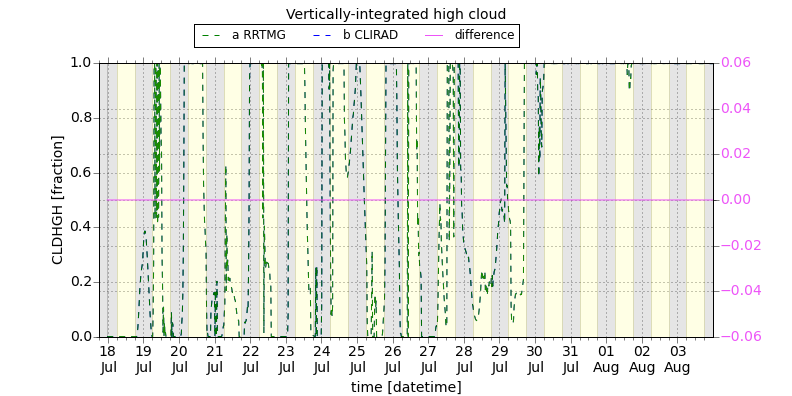 Vertically-integrated high cloud
a RRTMG b CLIRAD difference
1.0 0.06
0.8 0.04
0.02
0.6 0.00
0.4 −0.02
0.2 −0.04
0.0 −0.06
CLDHGH [fraction]
18 19 20 21 22 23 24 25 26 27 28 29 30 31 01 02 03
Jul Jul Jul Jul Jul Jul Jul Jul Jul Jul Jul Jul Jul Jul Aug Aug Aug
time [datetime]